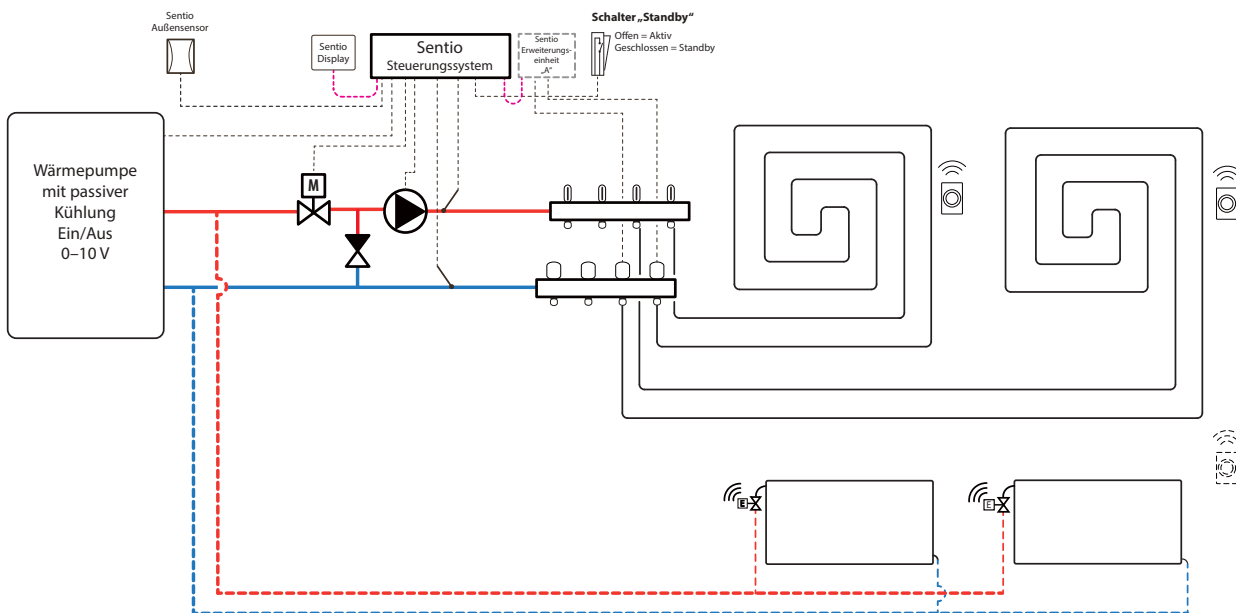 Sentio
Außensensor
Sentio
Display
Sentio
Steuerungssystem
Sentio
Erweiterungs-
einheit
„A“
Schalter „Standby“
Offen = Aktiv
Geschlossen = Standby
Wärmepumpe
mit passiver
Kühlung
Ein/Aus
0–10 V
M
E
E